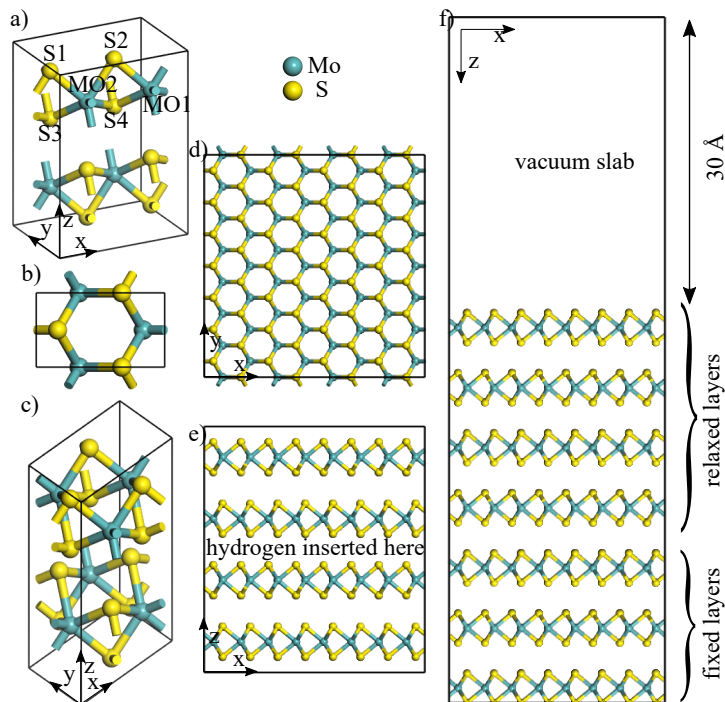 a)
S1
S2
MO2
MO1
S3
S4
y
z
x
Mo
S
b)
c)
y
z
x
d)
y
x
e)
hydrogen inserted here
z
x
f)
x
z
vacuum slab
30 Å
relaxed layers
fixed layers